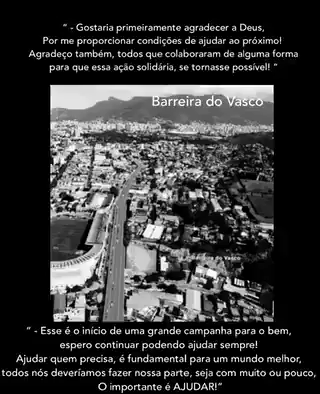 “ - Gostaria primeiramente agradecer a Deus,
Por me proporcionar condições de ajudar ao próximo!
Agradeço também, todos que colaboraram de alguma forma
para que essa ação solidária, se tornasse possível! “
Barreira do Vasco
Barreira do Vasco
“ - Esse é o início de uma grande campanha para o bem,
espero continuar podendo ajudar sempre!
Ajudar quem precisa, é fundamental para um mundo melhor,
todos nós deveríamos fazer nossa parte, seja com muito ou pouco,
O importante é AJUDAR!“